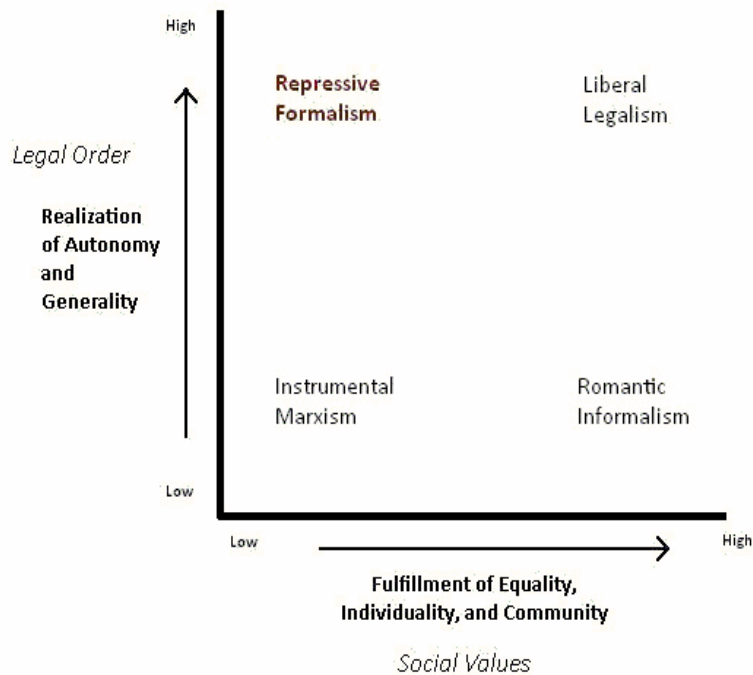 High
Repressive
Formalism
Liberal
Legalism
Legal Order
Realization
of Autonomy
and
Generality
Instrumental
Marxism
Romantic
Informalism
Low
Low
High
Fulfillment of Equality,
Individuality, and Community
Social Values